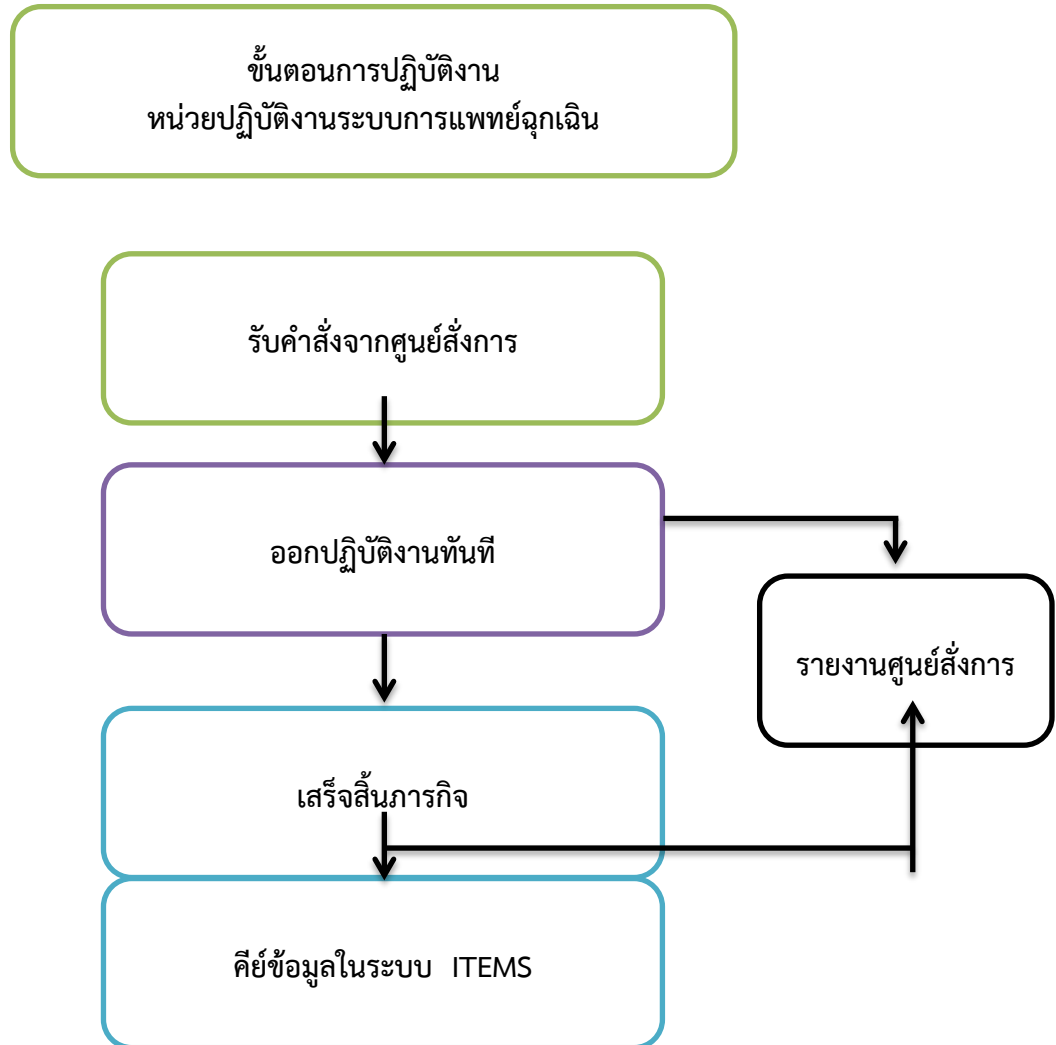 ขั้นตอนการปฏิบัติงาน
หน่วยปฏิบัติงานระบบการแพทย์ฉุกเฉิน
รับคำสั่งจากศูนย์สั่งการ
ออกปฏิบัติงานทันที
รายงานศูนย์สั่งการ
เสร็จสิ้นภารกิจ
คีย์ข้อมูลในระบบ ITEMS